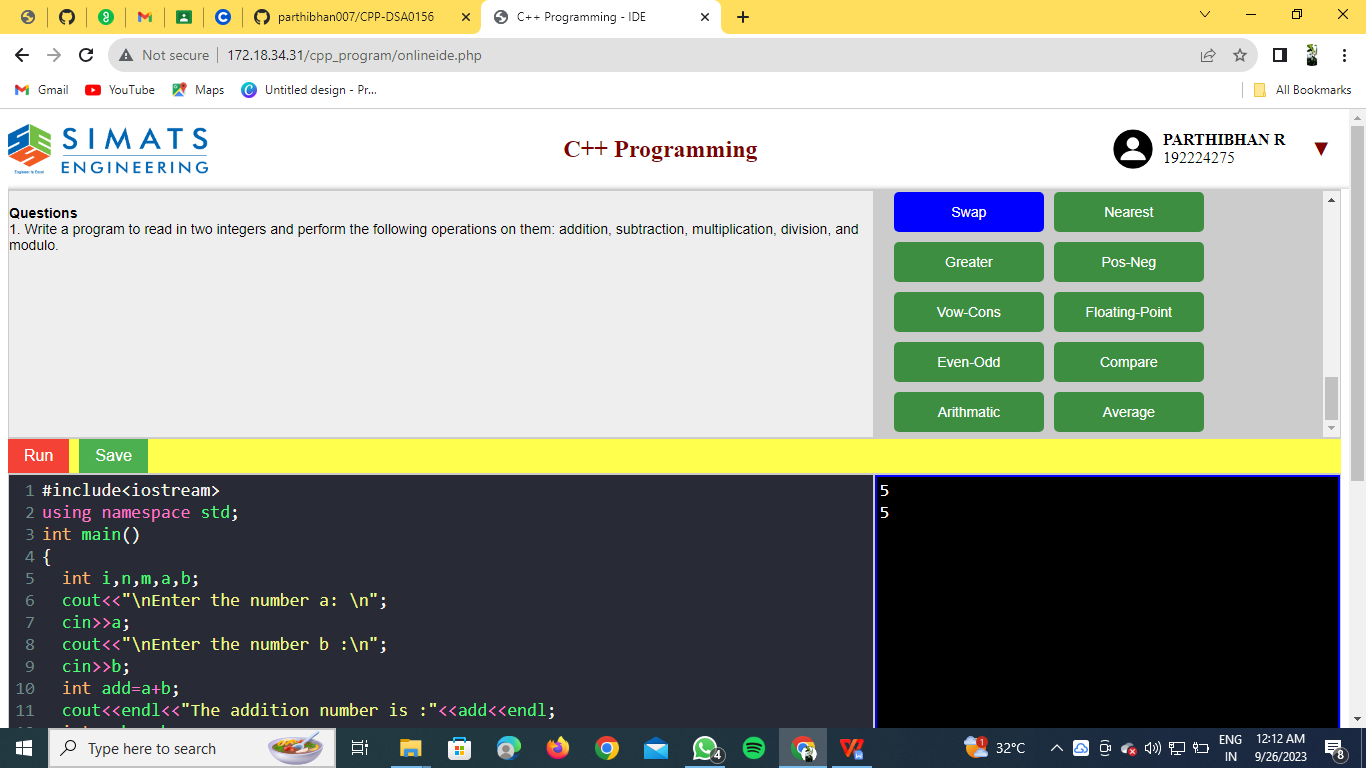 parthibhan007/CPP-DSA0156
C++ Programming - IDE
Not secure
172.18.34.31/cpp_program/onlineide.php
Gmail
YouTube
Maps
Untitled design - Pr...
All Bookmarks
SIMATS
ENGINEERING
C++ Programming
PARTHIBHAN R
192224275
Questions
1. Write a program to read in two integers and perform the following operations on them: addition, subtraction, multiplication, division, and
modulo.
Swap
Nearest
Greater
Pos-Neg
Vow-Cons
Floating-Point
Even-Odd
Compare
Arithmatic
Average
Run
Save
1 #include<iostream>
2 using namespace std;
3 int main()
4 {
5 int i,n,m,a,b;
6 cout<<"\nEnter the number a: \n";
7 cin>>a;
8 cout<<"\nEnter the number b :\n";
9 cin>>b;
10 int add=a+b;
11 cout<<endl<<"The addition number is :"<<add<<endl;
5
5
Type here to search
4
1
32°C
ENG
IN
12:12 AM
9/26/2023
8